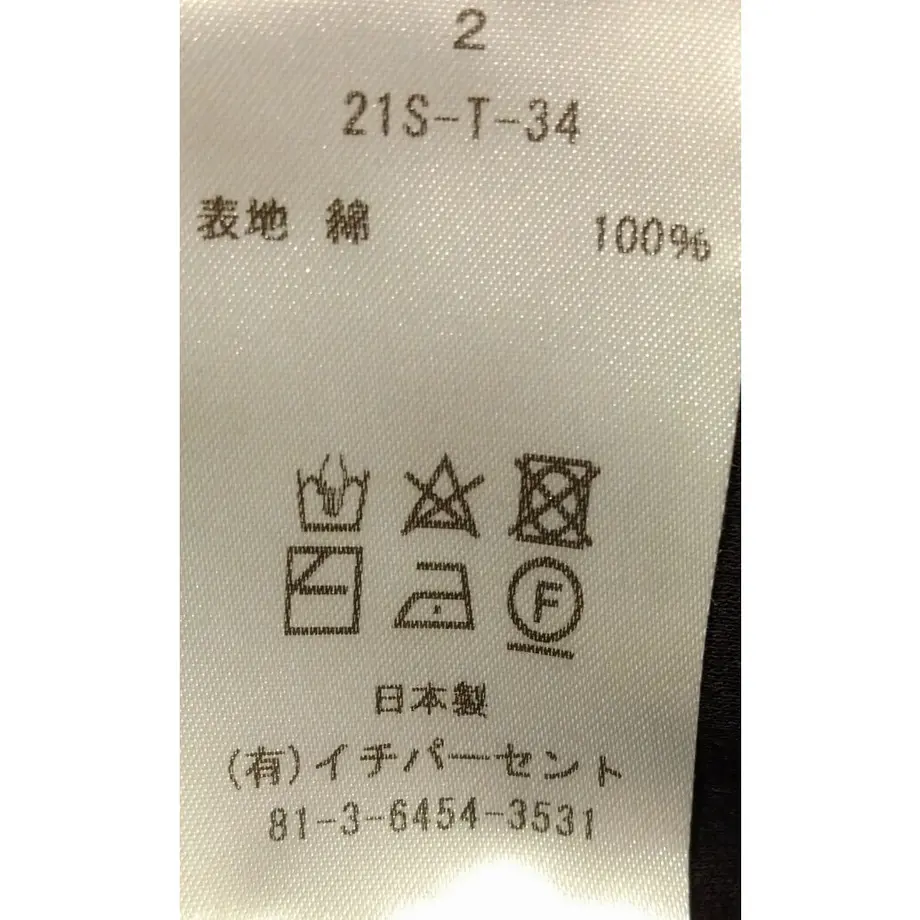 2
21S-T-34
表地 綿 100%
F
日本製
(有)イチパーセント
81-3-6454-3531